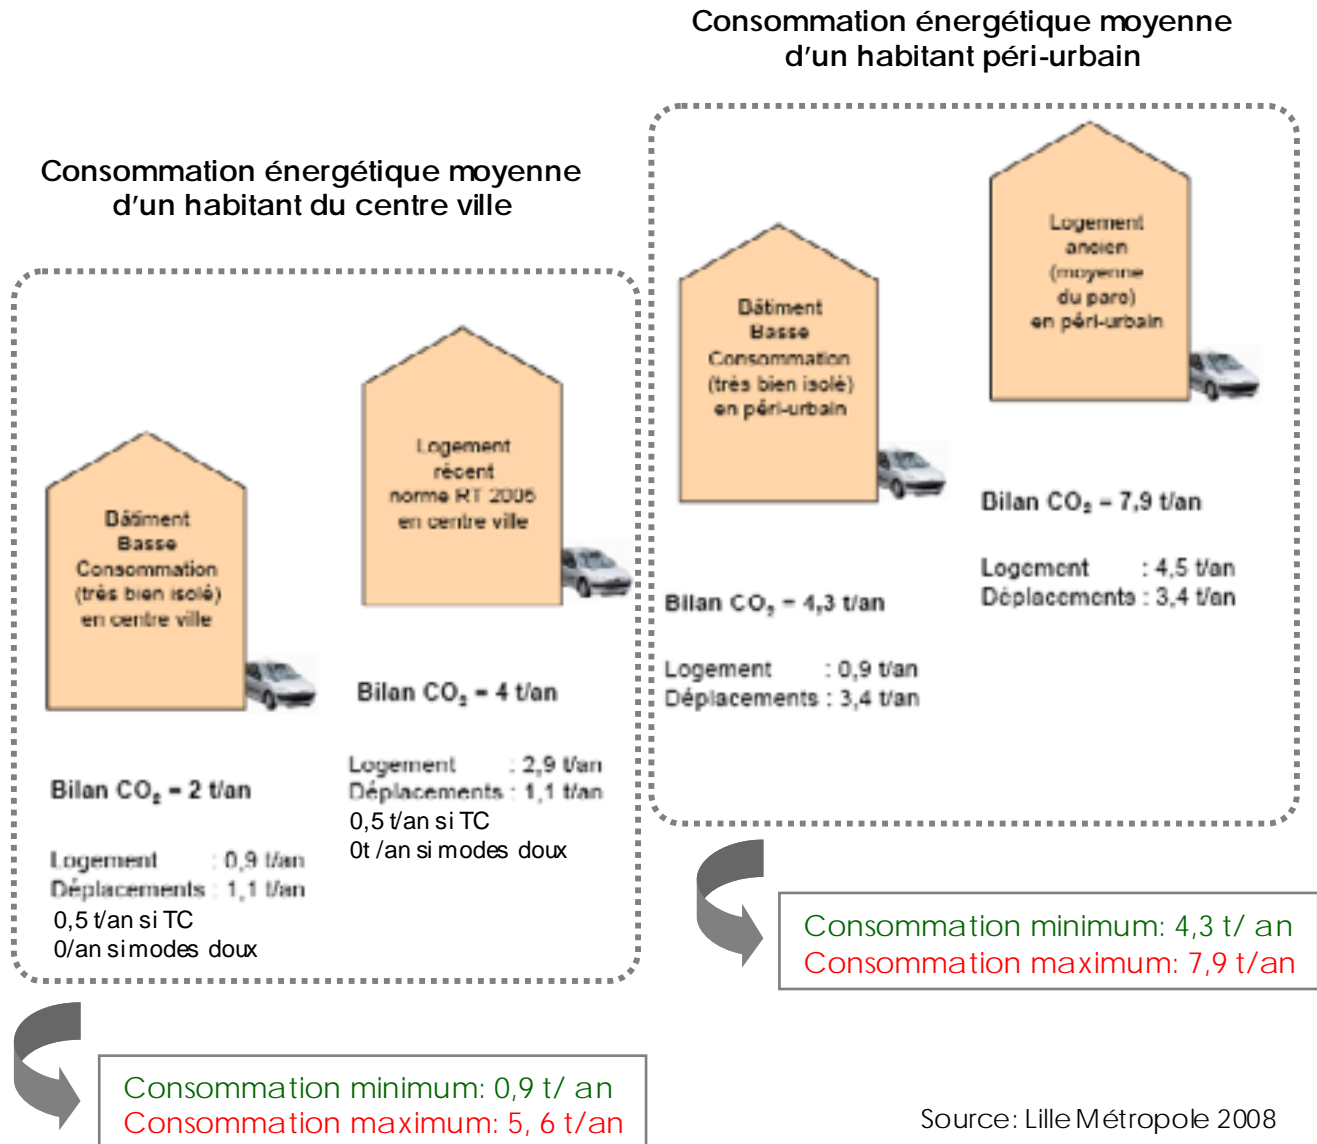 Consommation énergétique moyenne
d'un habitant péri-urbain
Consommation énergétique moyenne
d'un habitant du centre ville
Bâtiment
Basse
Consommation
(très bien isolé)
en centre ville
Bilan CO₂ = 2 t/an
Logement : 0,9 t/an
Déplacements : 1,1 t/an
0,5 t/an si TC
0/an si modes doux
Logement
récent
norme RT 2005
en centre ville
Bilan CO₂ = 4 t/an
Logement : 2,9 t/an
Déplacements : 1,1 t/an
0,5 t/an si TC
0t /an si modes doux
Consommation minimum: 0,9 t/ an
Consommation maximum: 5, 6 t/an
Bâtiment
Basse
Consommation
(très bien isolé)
en péri-urbain
Bilan CO₂ = 4,3 t/an
Logement : 0,9 t/an
Déplacements : 3,4 t/an
Logement
ancien
(moyenne
du parc)
en péri-urbain
Bilan CO₂ = 7,9 t/an
Logement : 4,5 t/an
Déplacements : 3,4 t/an
Consommation minimum: 4,3 t/ an
Consommation maximum: 7,9 t/an
Source: Lille Métropole 2008